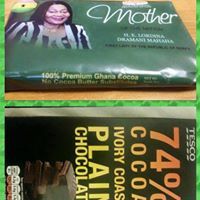 Mother
H. E. LORDINA
DRAMANI MAHAMA
FIRST LADY OF THE REPUBLIC OF
100% Premium Ghana Cocoa
No Cocoa Butter Substitutes
TESCO
74%
COCOA
IVORY COAST
PLAIN
CHOCOLATE